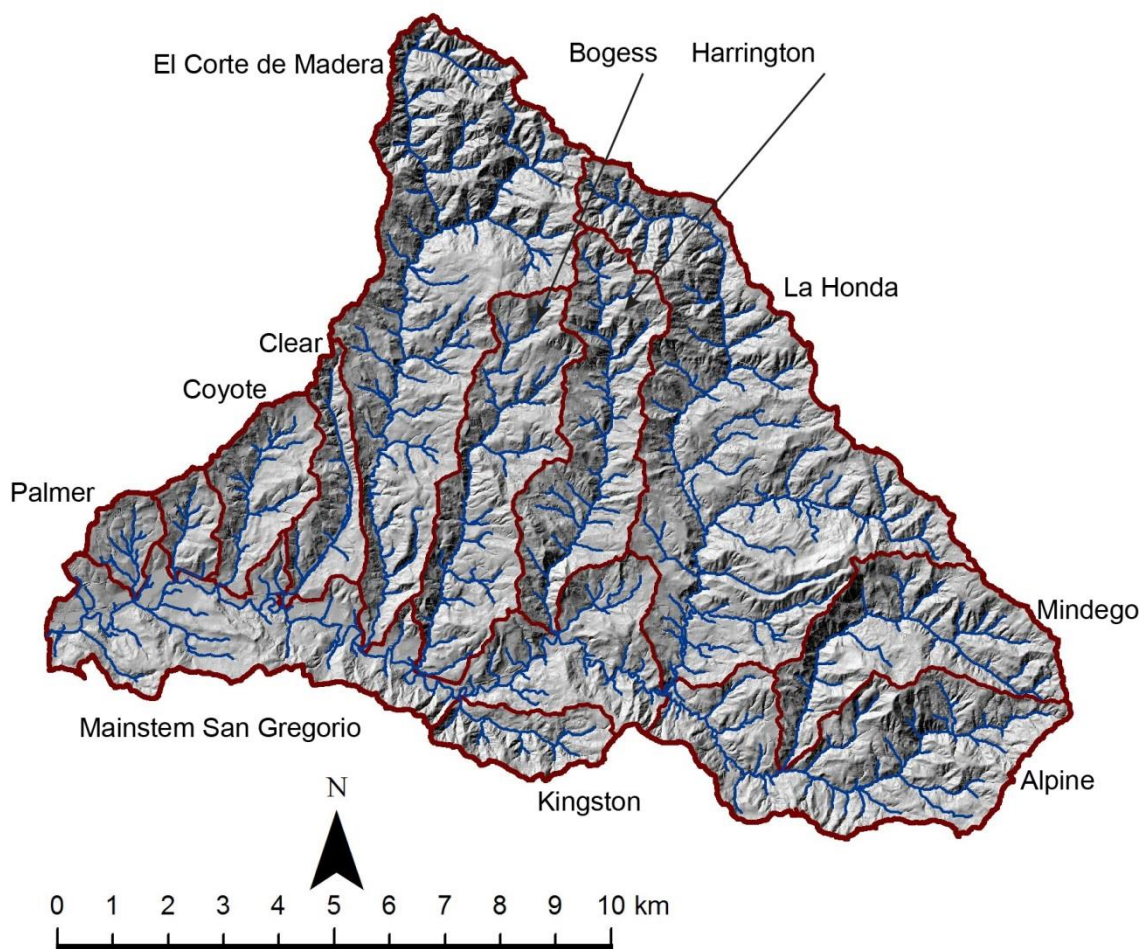 El Corte de Madera
Bogess
Harrington
La Honda
Clear
Coyote
Palmer
Mindego
Mainstem San Gregorio
Alpine
Kingston
N
0 1 2 3 4 5 6 7 8 9 10 km